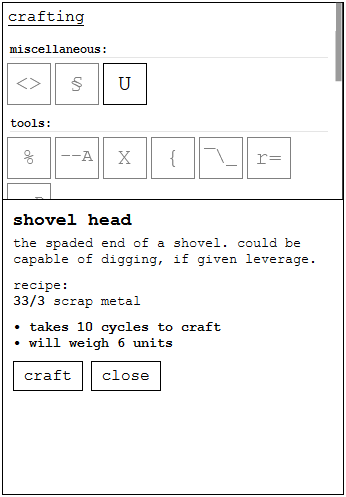 crafting
miscellaneous:
<> § U
tools:
% ––A X { ¯\_ r=
shovel head
the spaded end of a shovel. could be
capable of digging, if given leverage.
recipe:
33/3 scrap metal
• takes 10 cycles to craft
• will weigh 6 units
craft close